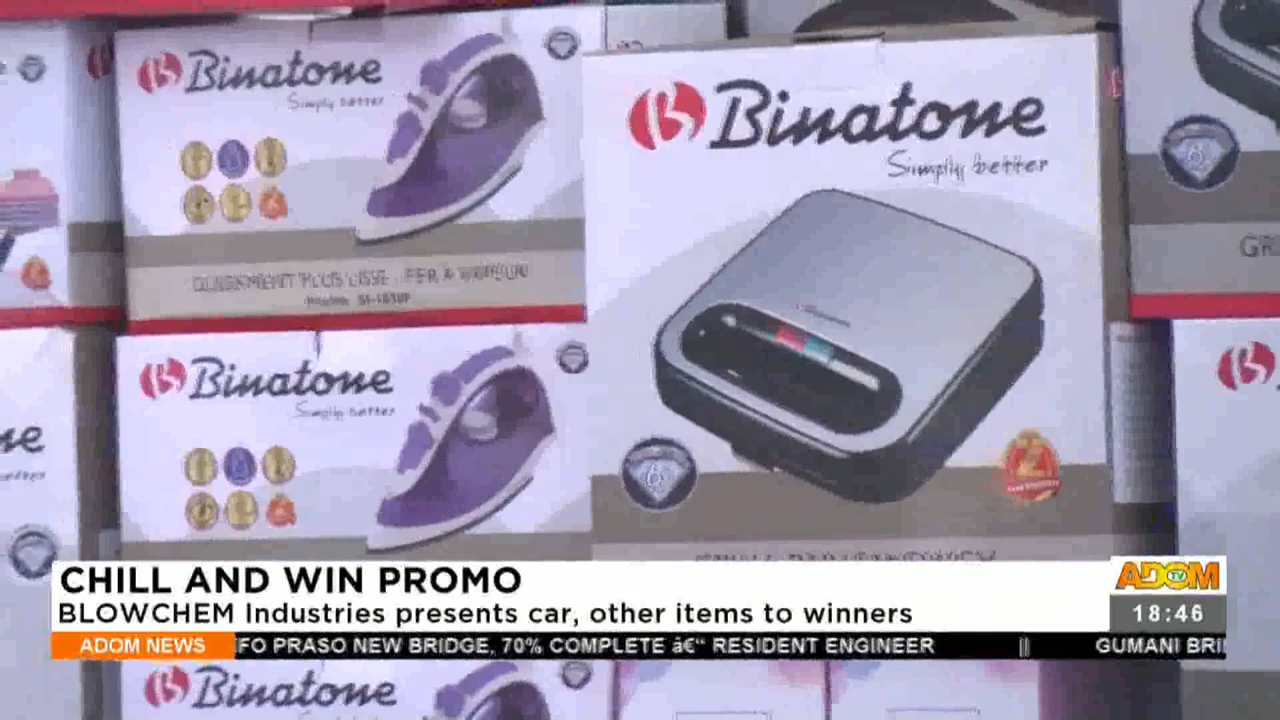 Binatone
Simply better
Binatone
Simply better
Binatone
Simply better
CHILL AND WIN PROMO
BLOWCHEM Industries presents car, other items to winners
ADOM TV
18:46
ADOM NEWS
FO PRASO NEW BRIDGE, 70% COMPLETE â€“ RESIDENT ENGINEER || GUMANI BRI
Binatone